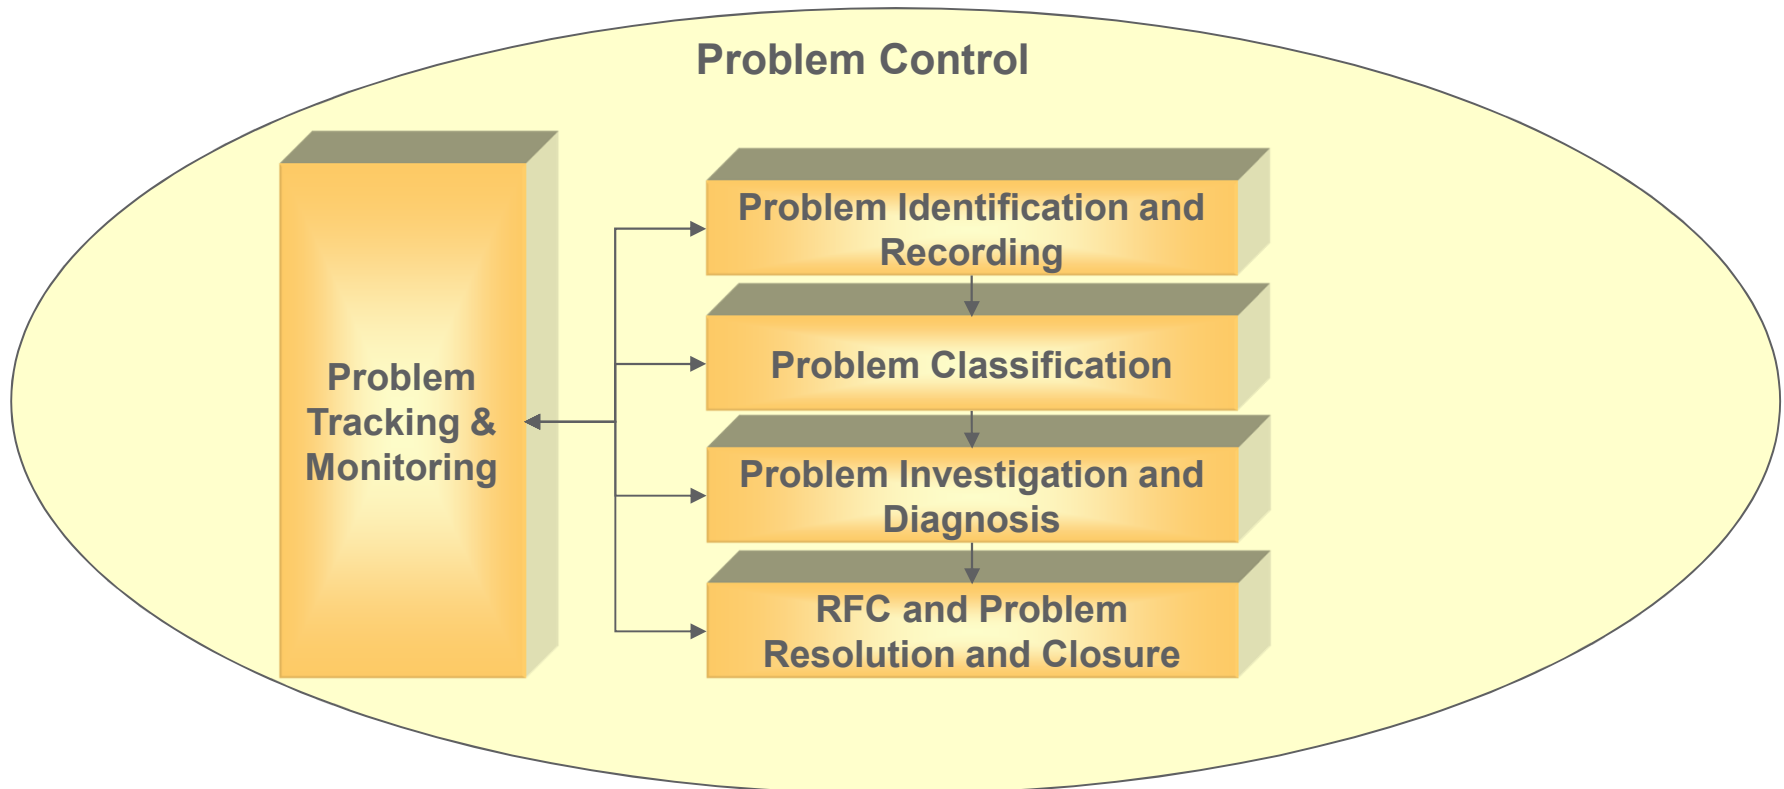 Problem Control
Problem
Tracking &
Monitoring
Problem Identification and
Recording
Problem Classification
Problem Investigation and
Diagnosis
RFC and Problem
Resolution and Closure